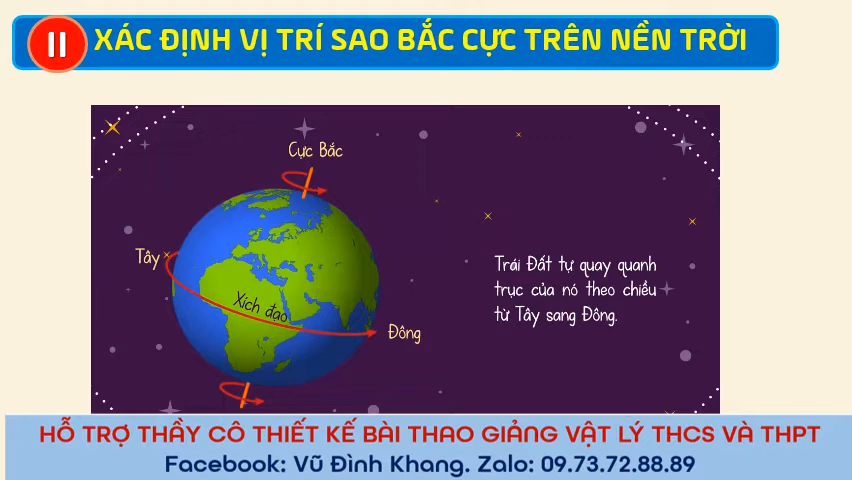 II
XÁC ĐỊNH VỊ TRÍ SAO BẮC CỰC TRÊN NỀN TRỜI
Cực Bắc
Tây
Xích đạo
Đông
Trái Đất tự quay quanh
trục của nó theo chiều
từ Tây sang Đông.
HỖ TRỢ THẦY CÔ THIẾT KẾ BÀI THAO GIẢNG VẬT LÝ THCS VÀ THPT
Facebook: Vũ Đình Khang. Zalo: 09.73.72.88.89